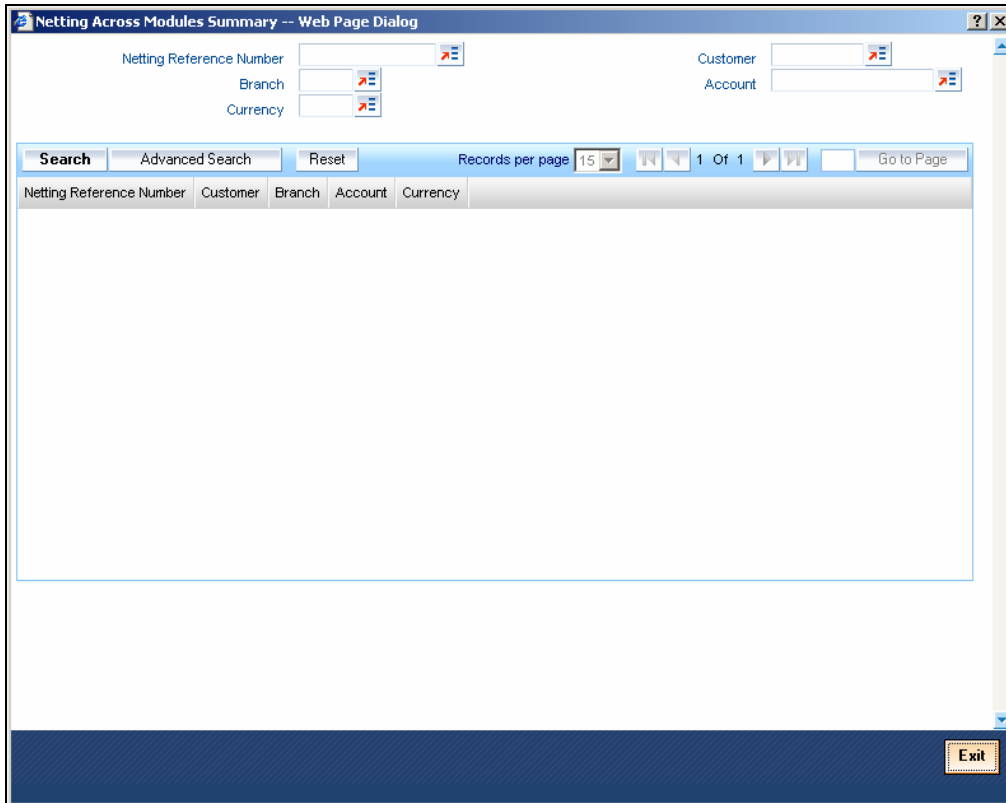 Netting Across Modules Summary -- Web Page Dialog
Netting Reference Number
Customer
Branch
Account
Currency
Search Advanced Search Reset Records per page 15 1 Of 1 Go to Page
Netting Reference Number Customer Branch Account Currency
Exit